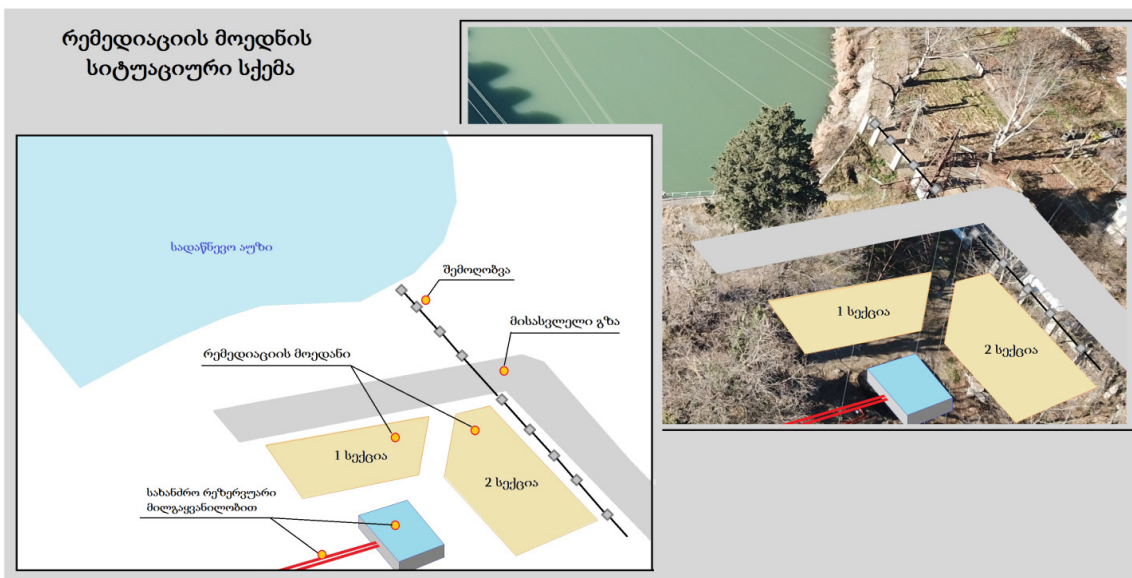 რემედიაციის მოედნის
სიტუაციური სქემა
სადაწნევო აუზი
შემოღობვა
მისასვლელი გზა
რემედიაციის მოედანი
1 სექცია
2 სექცია
სახანძრო რეზერვუარი
მილგაყვანილობით
1 სექცია
2 სექცია